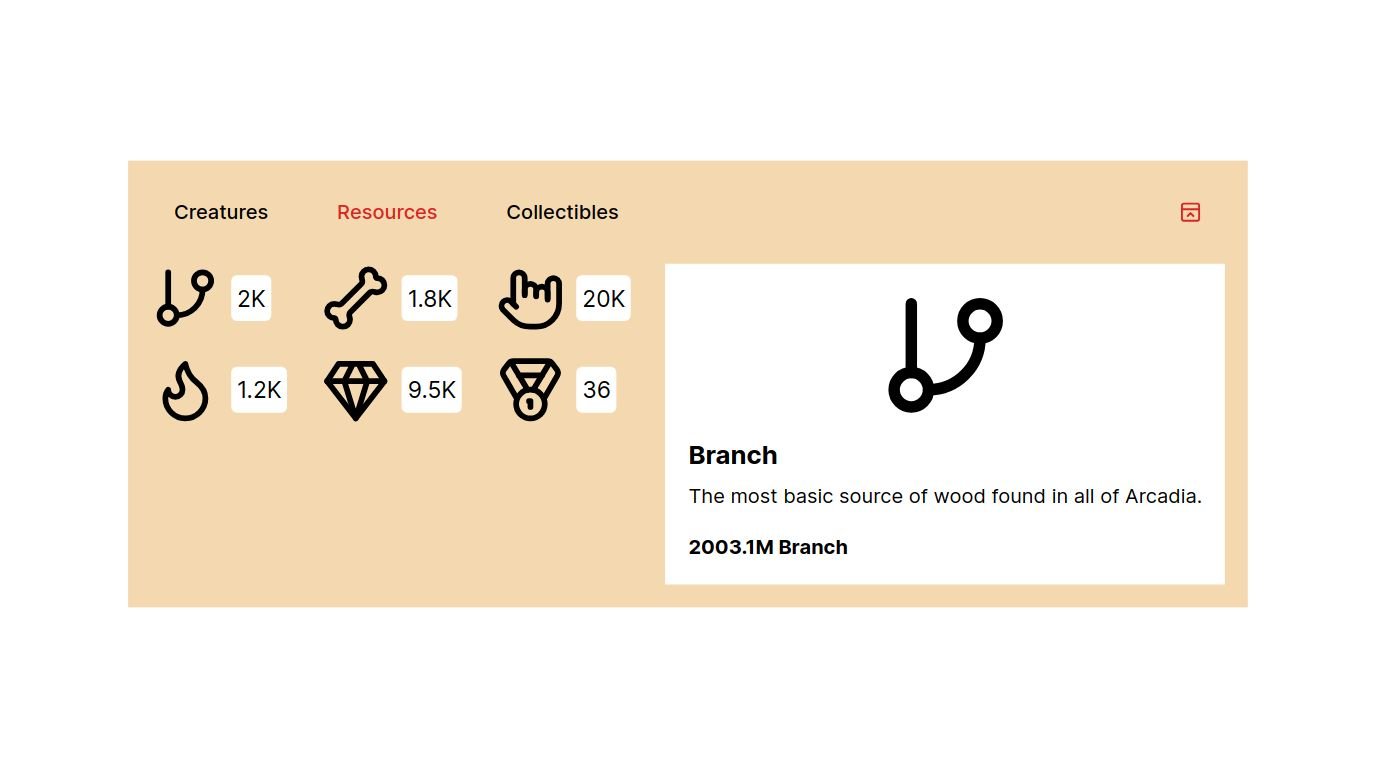 Creatures
Resources
Collectibles
2K
1.8K
20K
1.2K
9.5K
36
Branch
The most basic source of wood found in all of Arcadia.
2003.1M Branch